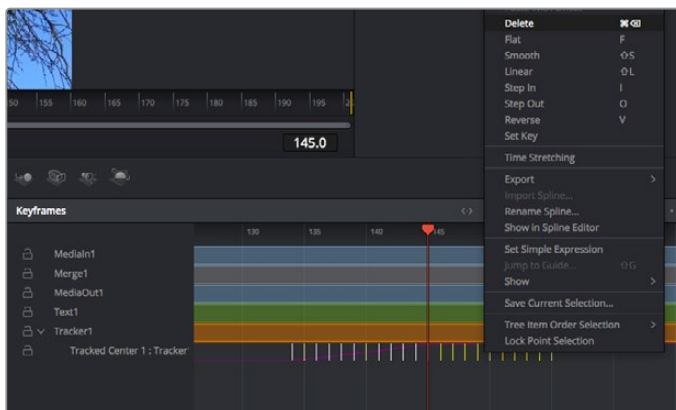 Delete ⌘⌫
Flat F
Smooth ⇧S
Linear ⇧L
Step In I
Step Out O
Reverse V
Set Key
Time Stretching
Export >
Import Spline...
Rename Spline...
Show in Spline Editor
Set Simple Expression
Jump to Guide... ⇧G
Show >
Save Current Selection...
Tree Item Order Selection >
Lock Point Selection
50 155 160 165 170 175 180 185 190 195
145.0
Keyframes
130 135 140 145
MediaIn1
Merge1
MediaOut1
Text1
Tracker1
Tracked Center 1 : Tracker